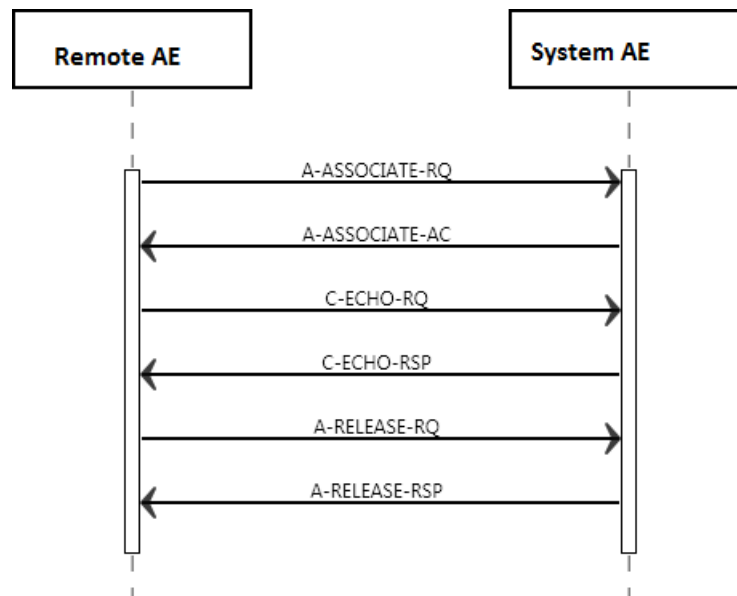 Remote AE
System AE
A-ASSOCIATE-RQ
A-ASSOCIATE-AC
C-ECHO-RQ
C-ECHO-RSP
A-RELEASE-RQ
A-RELEASE-RSP